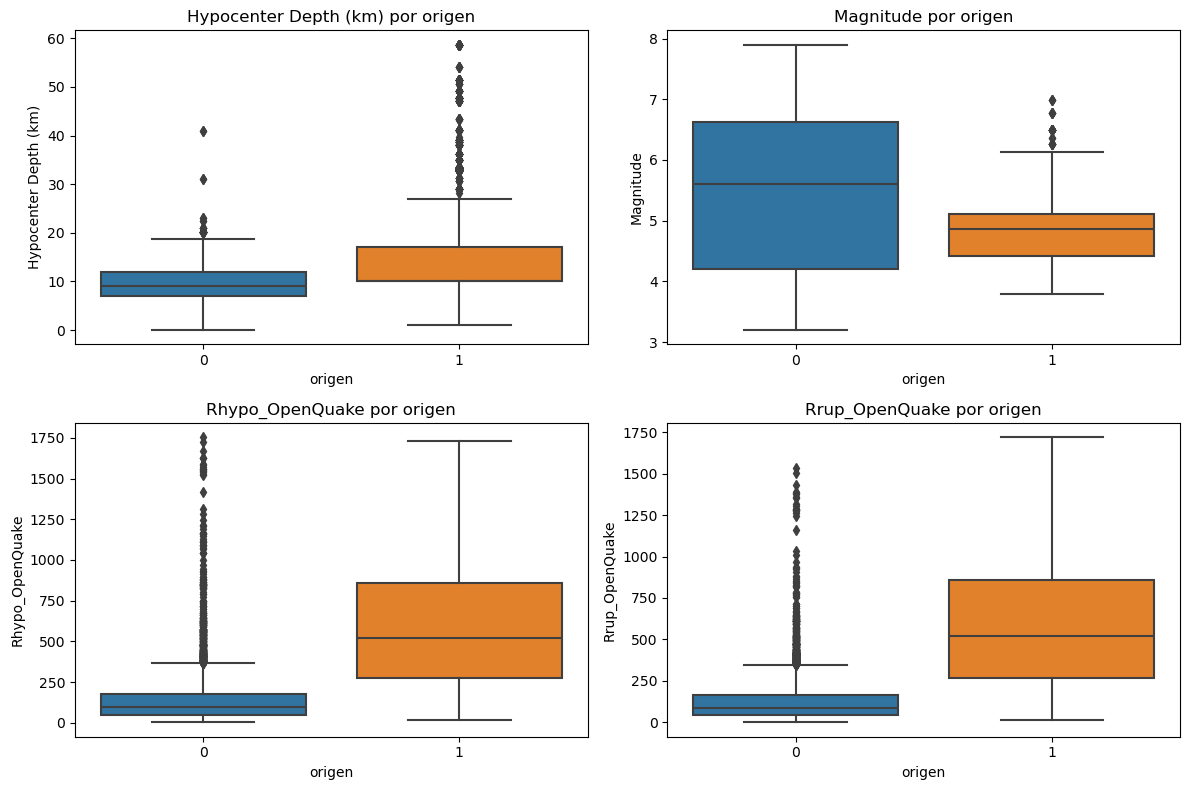 Hypocenter Depth (km) por origen
Hypocenter Depth (km)
60
50
40
30
20
10
0
0 1
origen
Magnitude por origen
Magnitude
8
7
6
5
4
3
0 1
origen
Rhypo_OpenQuake por origen
Rhypo_OpenQuake
1750
1500
1250
1000
750
500
250
0
0 1
origen
Rrup_OpenQuake por origen
Rrup_OpenQuake
1750
1500
1250
1000
750
500
250
0
0 1
origen